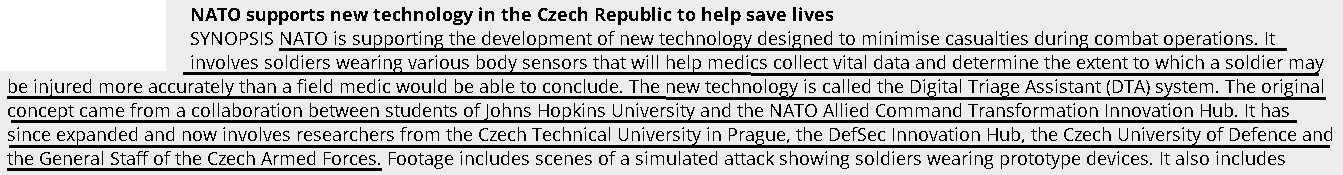 NATO supports new technology in the Czech Republic to help save lives
SYNOPSIS NATO is supporting the development of new technology designed to minimise casualties during combat operations. It
involves soldiers wearing various body sensors that will help medics collect vital data and determine the extent to which a soldier may
be injured more accurately than a field medic would be able to conclude. The new technology is called the Digital Triage Assistant (DTA) system. The original
concept came from a collaboration between students of Johns Hopkins University and the NATO Allied Command Transformation Innovation Hub. It has
since expanded and now involves researchers from the Czech Technical University in Prague, the DefSec Innovation Hub, the Czech University of Defence and
the General Staff of the Czech Armed Forces. Footage includes scenes of a simulated attack showing soldiers wearing prototype devices. It also includes